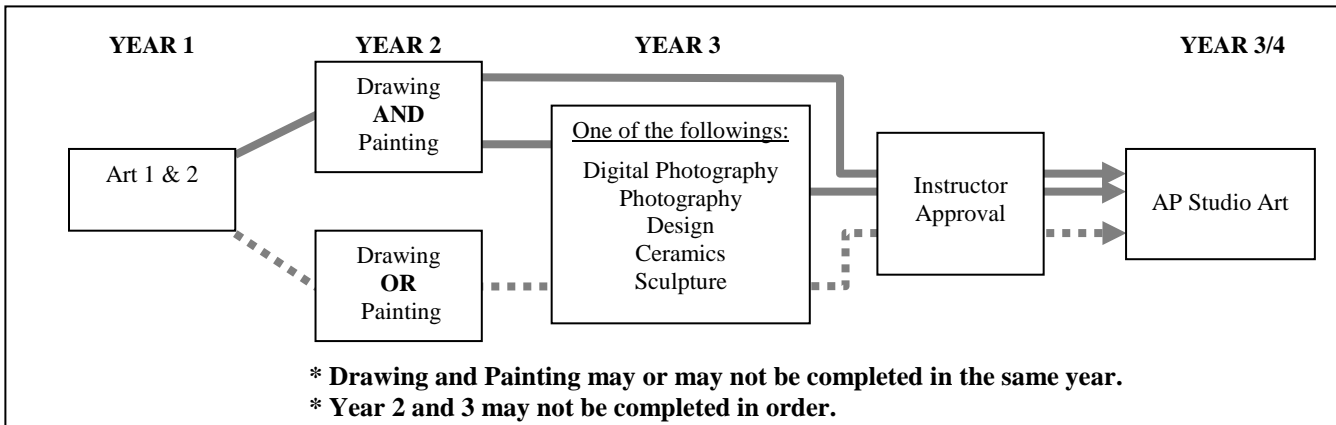 YEAR 1 YEAR 2 YEAR 3 YEAR 3/4
Art 1 & 2
Drawing
AND
Painting
Drawing
OR
Painting
One of the followings:
Digital Photography
Photography
Design
Ceramics
Sculpture
Instructor
Approval
AP Studio Art
* Drawing and Painting may or may not be completed in the same year.
* Year 2 and 3 may not be completed in order.